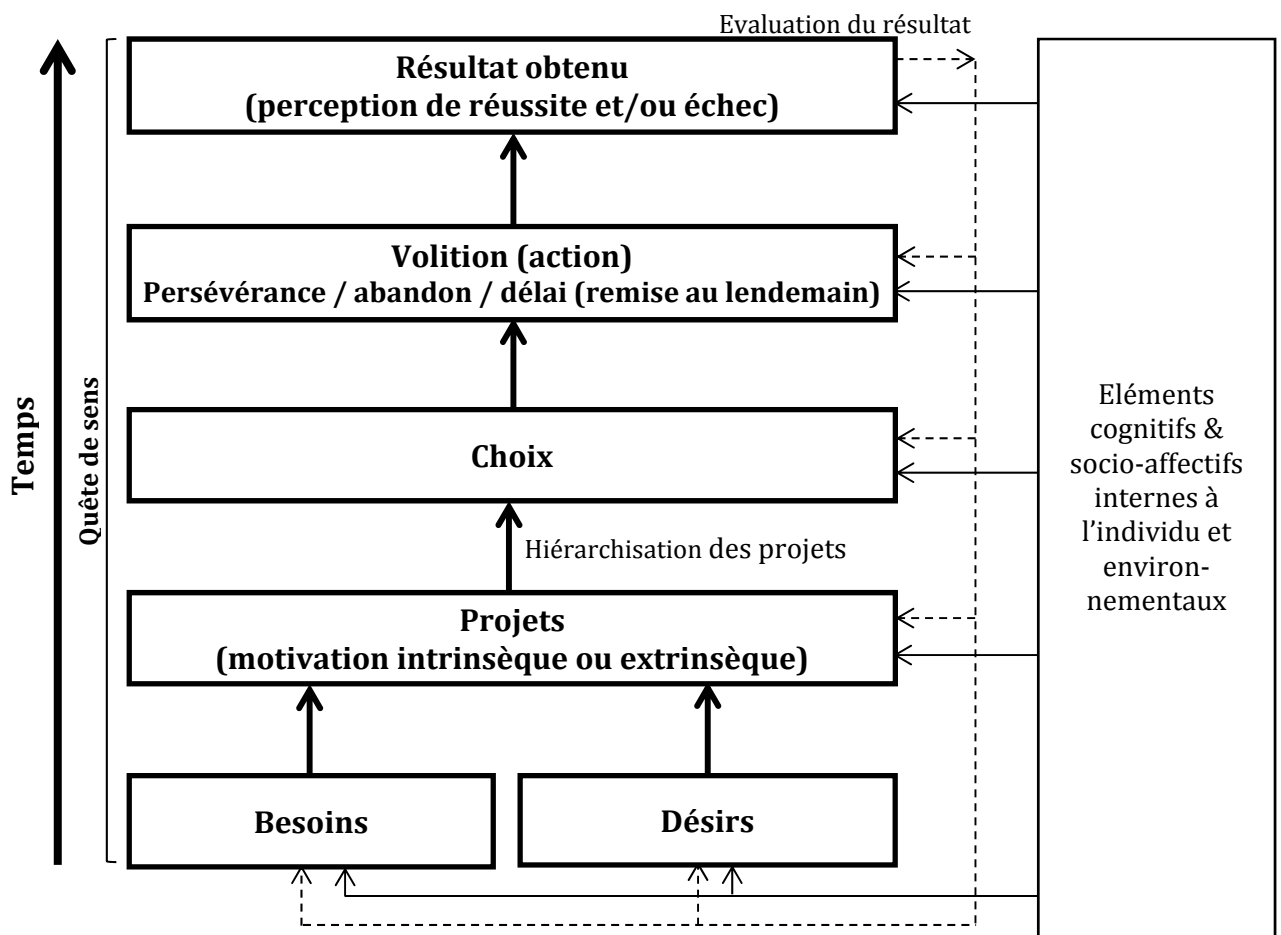 Evaluation du résultat
Résultat obtenu
(perception de réussite et/ou échec)
Volition (action)
Persévérance / abandon / délai (remise au lendemain)
Choix
Hiérarchisation des projets
Projets
(motivation intrinsèque ou extrinsèque)
Besoins
Désirs
Temps
Quête de sens
Eléments
cognitifs &
socio-affectifs
internes à
l'individu et
environ-
nementaux